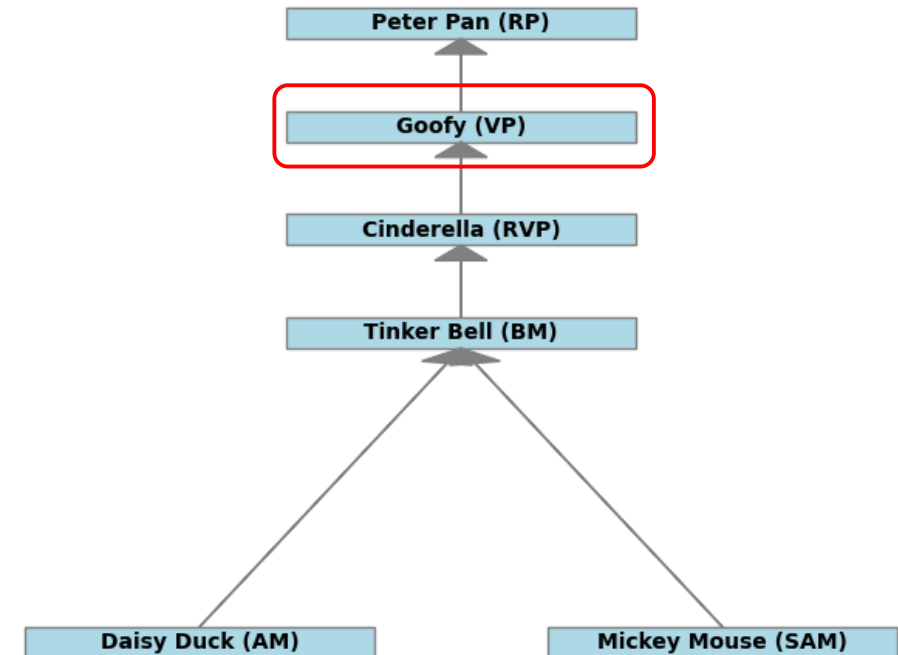 Peter Pan (RP)
Goofy (VP)
Cinderella (RVP)
Tinker Bell (BM)
Daisy Duck (AM)
Mickey Mouse (SAM)